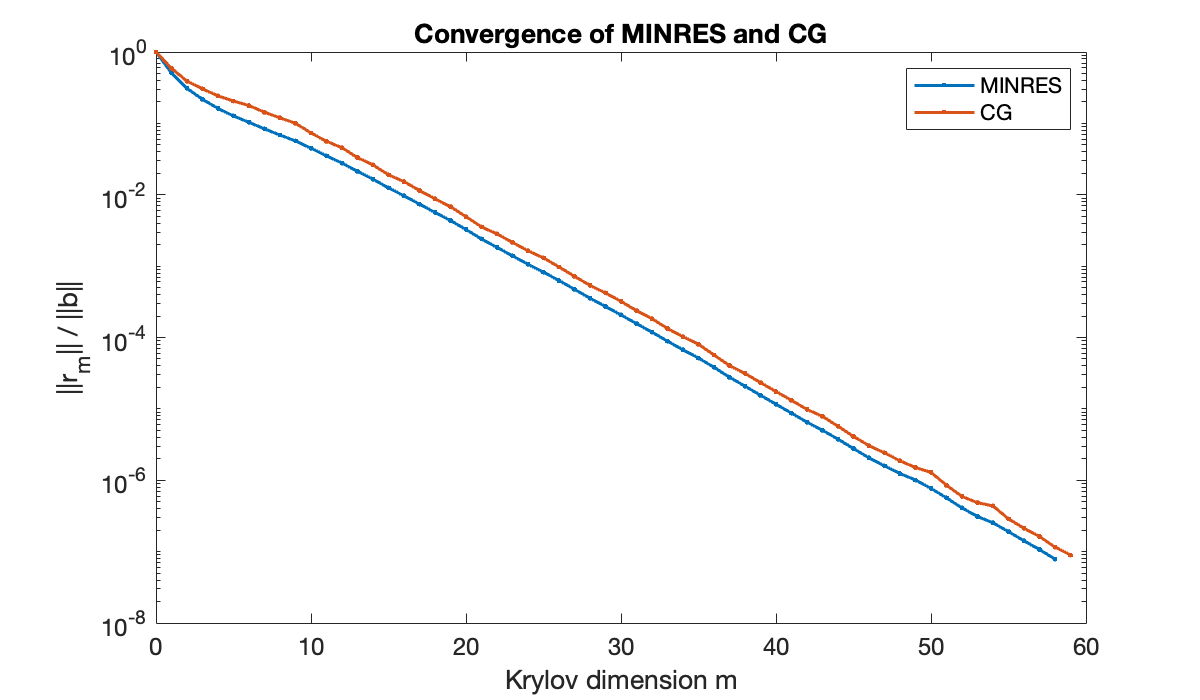 Convergence of MINRES and CG
MINRES
CG
10^0
10^-2
10^-4
10^-6
10^-8
||r_m|| / ||b||
0 10 20 30 40 50 60
Krylov dimension m